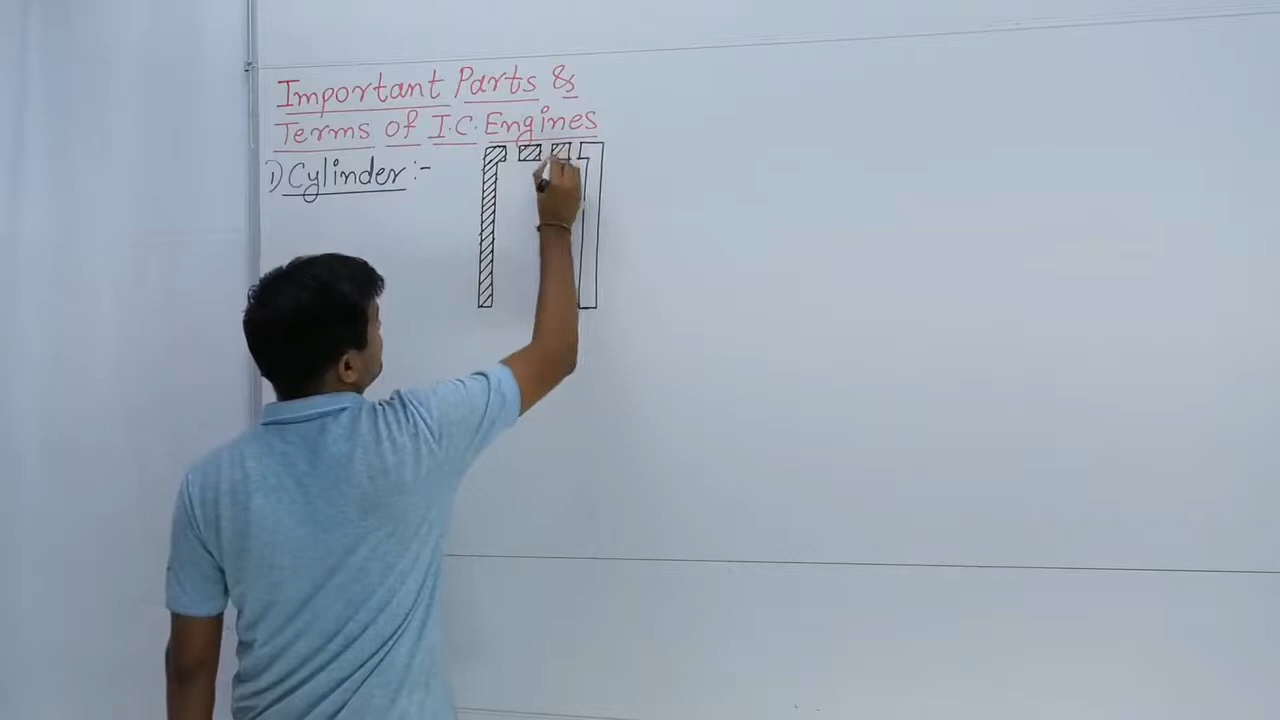 Important Parts &
Terms of I.C. Engines
1) Cylinder :-